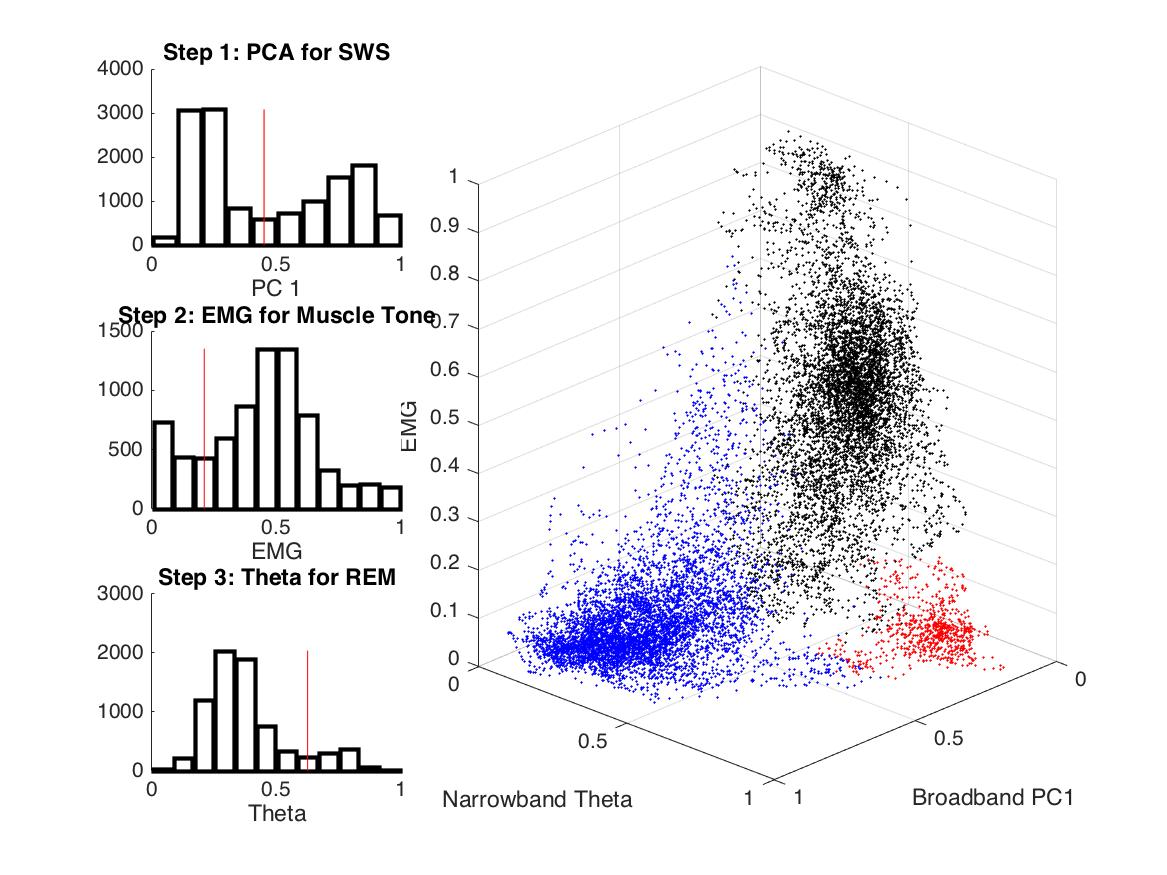 Step 1: PCA for SWS
4000
3000
2000
1000
0
0 0.5 1
PC 1
Step 2: EMG for Muscle Tone
1500
1000
500
0
0 0.5 1
EMG
Step 3: Theta for REM
3000
2000
1000
0
0 0.5 1
Theta
1
0.9
0.8
0.7
0.6
0.5
0.4
0.3
0.2
0.1
0
EMG
0
0.5
1
Narrowband Theta
0
0.5
1
Broadband PC1